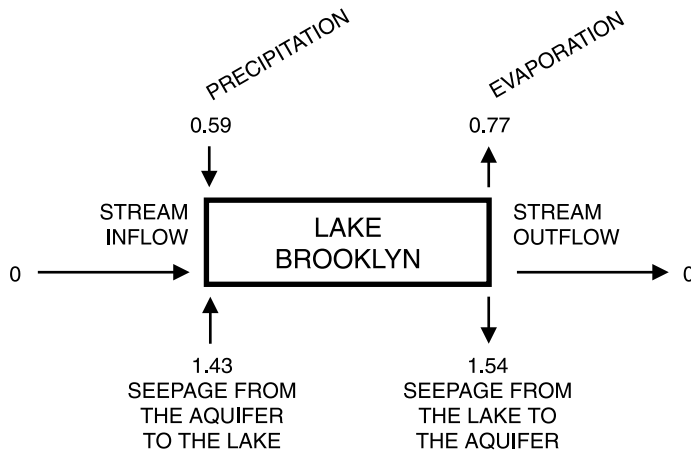 PRECIPITATION
EVAPORATION
0.59
0.77
STREAM
INFLOW
LAKE
BROOKLYN
STREAM
OUTFLOW
0
0
1.43
SEEPAGE FROM
THE AQUIFER
TO THE LAKE
1.54
SEEPAGE FROM
THE LAKE TO
THE AQUIFER